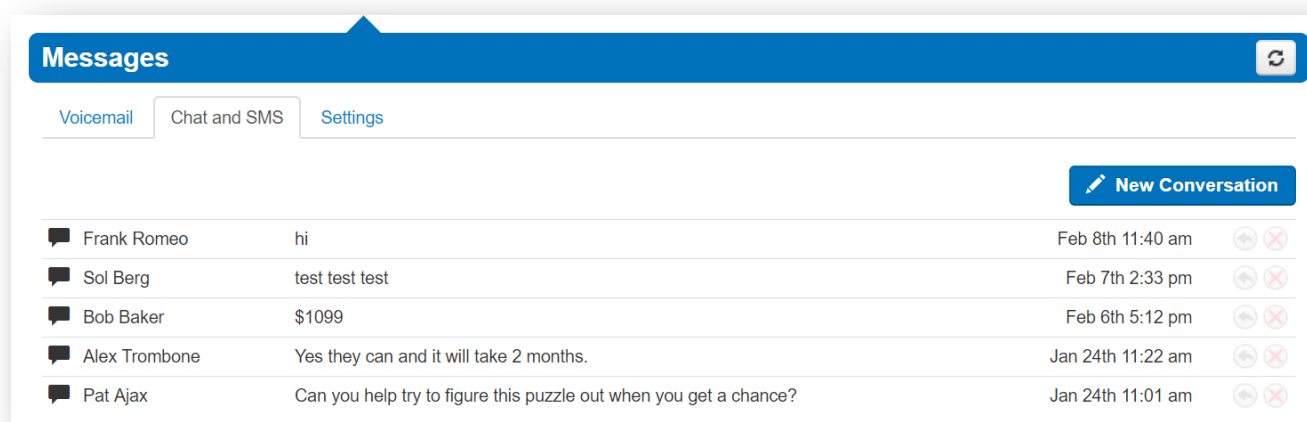 Messages
Voicemail Chat and SMS Settings
New Conversation
Frank Romeo hi Feb 8th 11:40 am
Sol Berg test test test Feb 7th 2:33 pm
Bob Baker $1099 Feb 6th 5:12 pm
Alex Trombone Yes they can and it will take 2 months. Jan 24th 11:22 am
Pat Ajax Can you help try to figure this puzzle out when you get a chance? Jan 24th 11:01 am